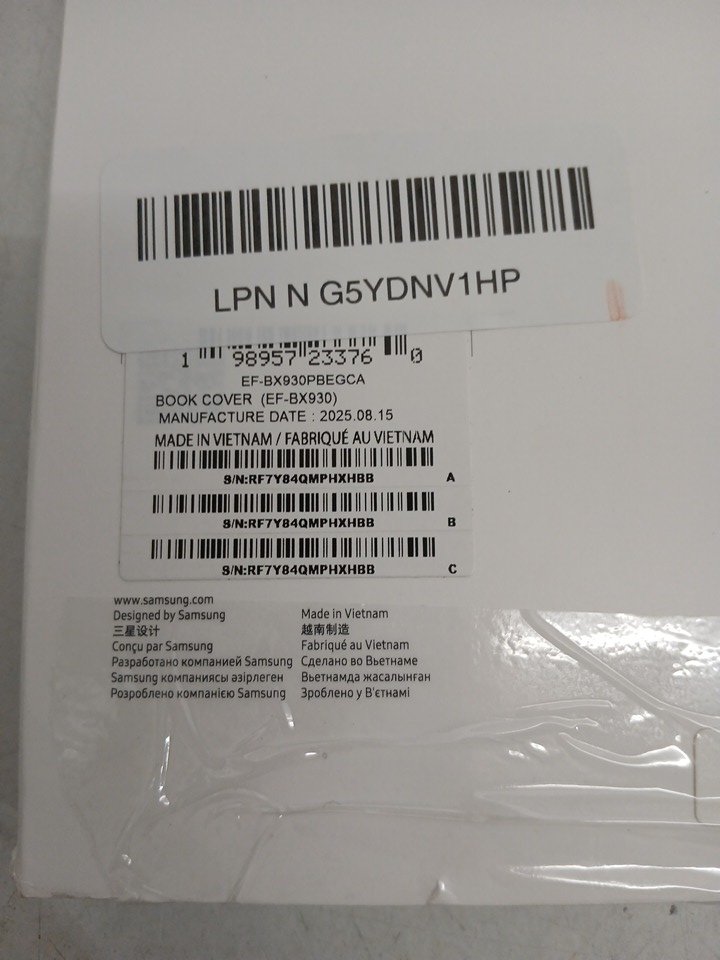 LPN N G5YDNV1HP
1 98957 23376 0
EF-BX930PBEGCA
BOOK COVER (EF-BX930)
MANUFACTURE DATE : 2025.08.15
MADE IN VIETNAM / FABRIQUÉ AU VIETNAM
S/N:RF7Y84QMPHXHBB A
S/N:RF7Y84QMPHXHBB B
S/N:RF7Y84QMPHXHBB C
www.samsung.com
Designed by Samsung Made in Vietnam
三星设计 越南制造
Conçu par Samsung Fabriqué au Vietnam
Разработано компанией Samsung Сделано во Вьетнаме
Samsung компаниясы әзірлеген Вьетнамда жасалынған
Розроблено компанією Samsung Зроблено у В'єтнамі